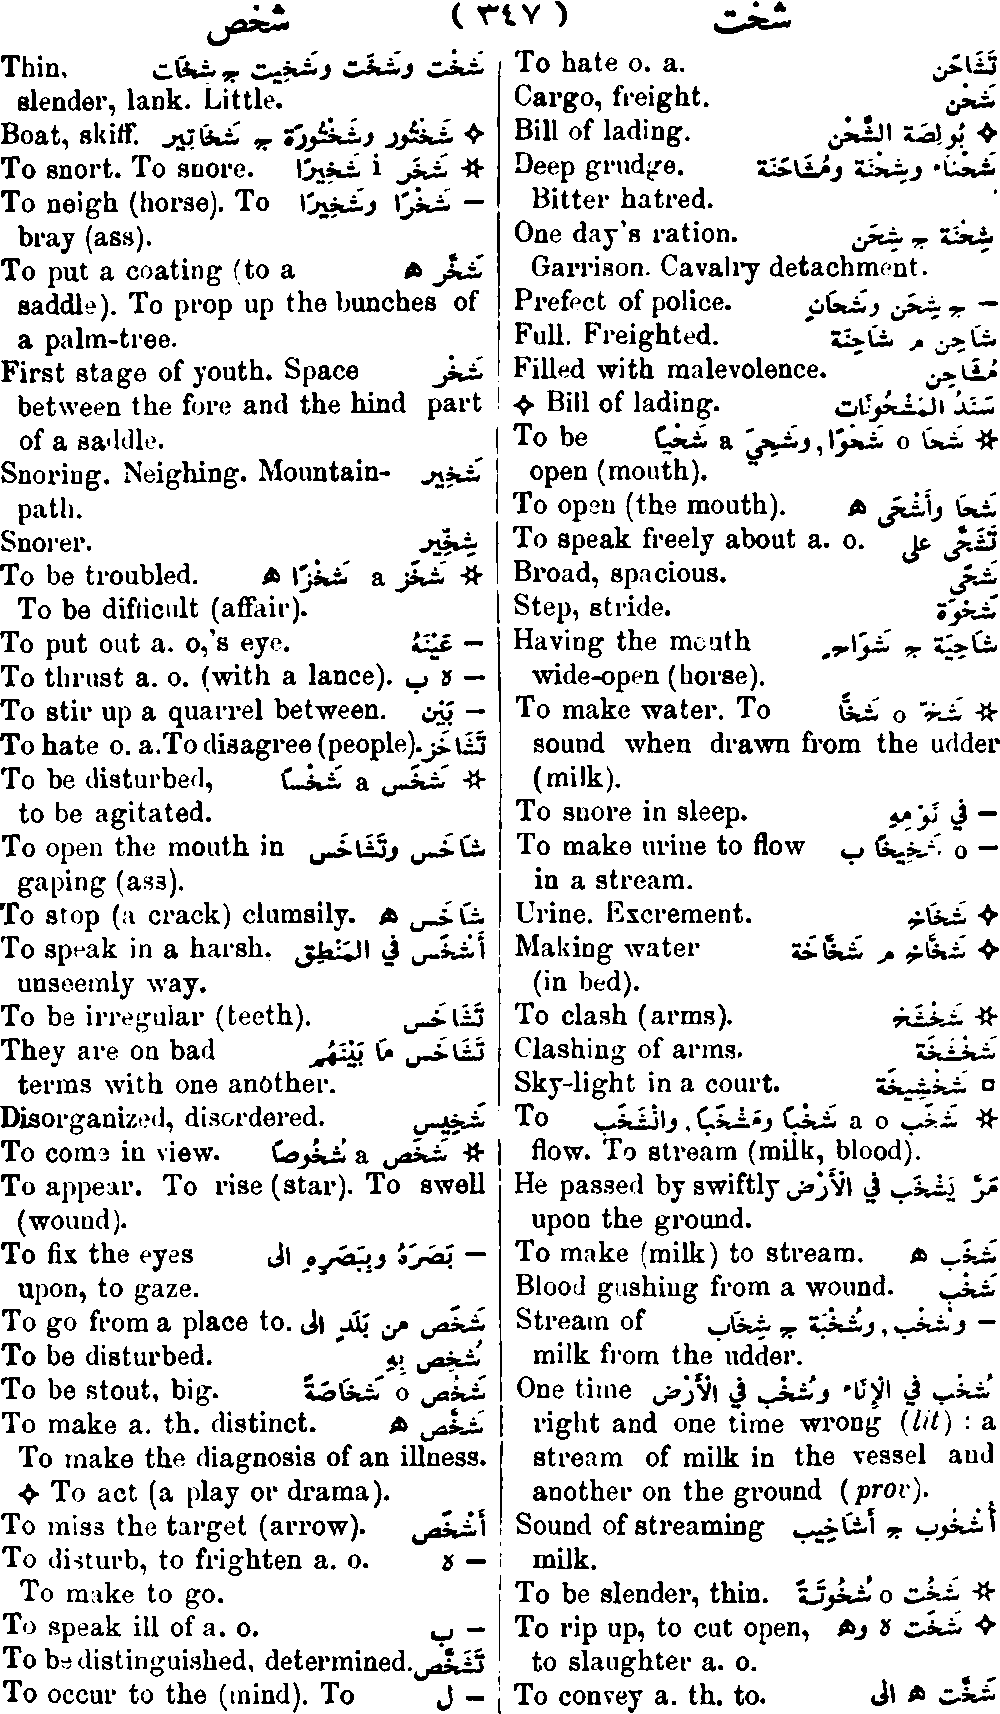 شخص ( ٣٤٧ ) شخت
To hate o. a. تَشَاحَن
Cargo, freight. شَحْن
Bill of lading. ✧ بُولِصَة الشَّحْن
Deep grudge. شَحْنَاء وشِحْنَة ومُشَاحَنَة
Bitter hatred.
One day's ration. شِحْنَة ج شِحَن
Garrison. Cavalry detachment.
Prefect of police. — ج شِحَن وشَحَانٍ
Full. Freighted. شَاحِن م شَاحِنَة
Filled with malevolence. مُشَاحِن
✧ Bill of lading. سَنَدُ المَشْحُونَات
To be ☼ شَحَا o شَحْوًا, وشَحِيَ a شَحْيًا
open (mouth).
To open (the mouth). شَحَا وأَشْحَى ه
To speak freely about a. o. تَشَحَّى على
Broad, spacious. شَحًى
Step, stride. شَحْوَة
Having the mouth شَاحِيَة ج شَوَاحٍ
wide-open (horse).
To make water. To ☼ شَخَّ o شَخًّا
sound when drawn from the udder
(milk).
To snore in sleep. — في نَوْمِهِ
To make urine to flow — o شَخِيخًا ب
in a stream.
Urine. Excrement. ✧ شَخَاخ
Making water ✧ شَخَّاخ م شَخَّاخَة
(in bed).
To clash (arms). ☼ شَخْشَخ
Clashing of arms. شَخْشَخَة
Sky-light in a court. □ شَخْشِيخَة
To ☼ شَخَب a o شَخْبًا ومَشْخَبًا, وانْشَخَب
flow. To stream (milk, blood).
He passed by swiftly مَرَّ يَشْخَب في الأَرْض
upon the ground.
To make (milk) to stream. شَخَب ه
Blood gushing from a wound. شَخْب
Stream of — وشُخْب, وشُخْبَة ج شِخَاب
milk from the udder.
One time شُخْب في الإِنَاء وشُخْب في الأَرْض
right and one time wrong (lit) : a
stream of milk in the vessel and
another on the ground (prov).
Sound of streaming أُشْخُوب ج أَشَاخِيب
milk.
To be slender, thin. ☼ شَخُت o شُخُوتَةً
To rip up, to cut open, ✧ شَخَت ه وه
to slaughter a. o.
To convey a. th. to. شَخَّت ه الى
Thin, شَخْت وشَخَت وشَخِيت ج شِخَات
slender, lank. Little.
Boat, skiff. ✧ شَخْتُور وشَخْتُورَة ج شَخَاتِير
To snort. To snore. ☼ شَخَر i شَخِيرًا
To neigh (horse). To — شَخْرًا وشَخِيرًا
bray (ass).
To put a coating (to a شَخَّر ه
saddle). To prop up the bunches of
a palm-tree.
First stage of youth. Space شَخْر
between the fore and the hind part
of a saddle.
Snoring. Neighing. Mountain- شَخِير
path.
Snorer. شِخِّير
To be troubled. ☼ شَخَز a شَخْزًا ه
To be difficult (affair).
To put out a. o,'s eye. — عَيْنَهُ
To thrust a. o. (with a lance). — ه ب
To stir up a quarrel between. — بَيْن
To hate o. a. To disagree (people). تَشَاخَز
To be disturbed, ☼ شَخَس a شَخْسًا
to be agitated.
To open the mouth in شَاخَس وتَشَاخَس
gaping (ass).
To stop (a crack) clumsily. شَاخَس ه
To speak in a harsh. أَشْخَس في المَنْطِق
unseemly way.
To be irregular (teeth). تَشَاخَس
They are on bad تَشَاخَس مَا بَيْنَهُم
terms with one another.
Disorganized, disordered. شَخِيس
To come in view. ☼ شَخَص a شُخُوصًا
To appear. To rise (star). To swell
(wound).
To fix the eyes — بَصَرَهُ وبِبَصَرِهِ الى
upon, to gaze.
To go from a place to. شَخَص من بَلَدٍ الى
To be disturbed. شُخِص بِهِ
To be stout, big. شَخُص o شَخَاصَةً
To make a. th. distinct. شَخَّص ه
To make the diagnosis of an illness.
✧ To act (a play or drama).
To miss the target (arrow). أَشْخَص
To disturb, to frighten a. o. — ه
To make to go.
To speak ill of a. o. — ب
To be distinguished, determined. تَشَخَّص
To occur to the (mind). To — ل